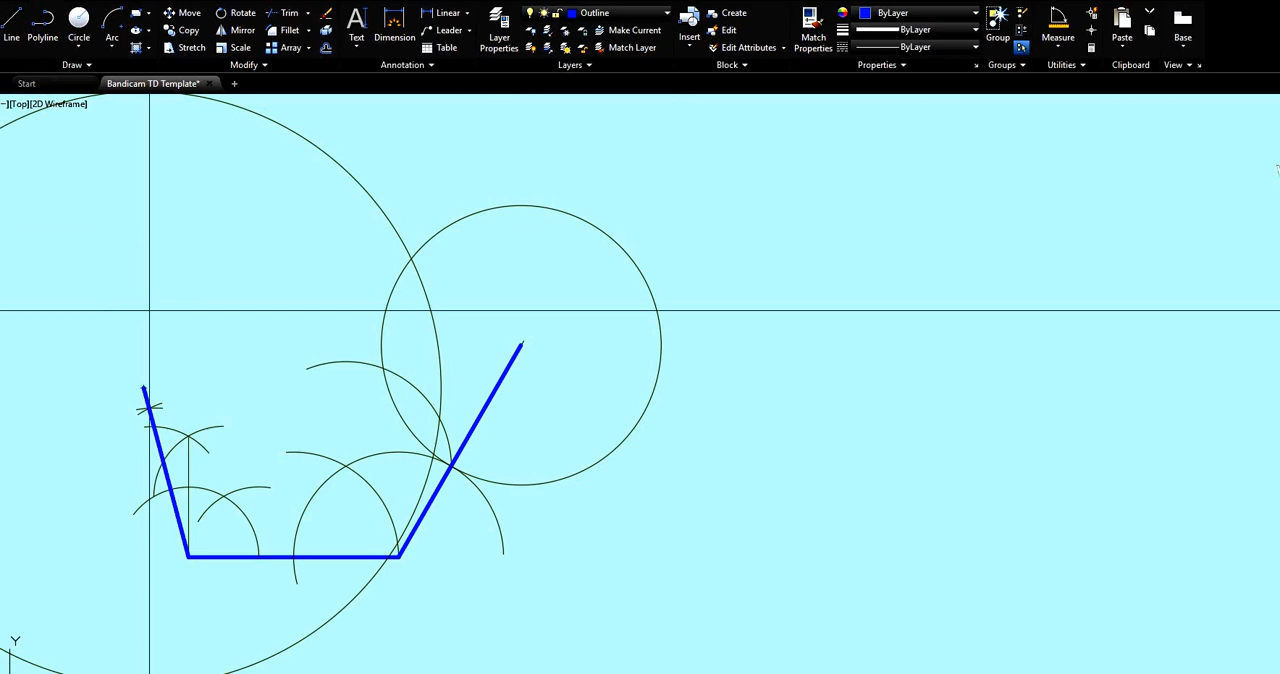 Move Rotate Trim Linear Outline Create ByLayer
Copy Mirror Fillet Leader Make Current Edit ByLayer
Line Polyline Circle Arc Text Dimension Layer Insert Match Group Measure Paste Base
Stretch Scale Array Table Properties Match Layer Edit Attributes Properties ByLayer
Draw Modify Annotation Layers Block Properties Groups Utilities Clipboard View
Start Bandicam TD Template* +
−][Top][2D Wireframe]
Y